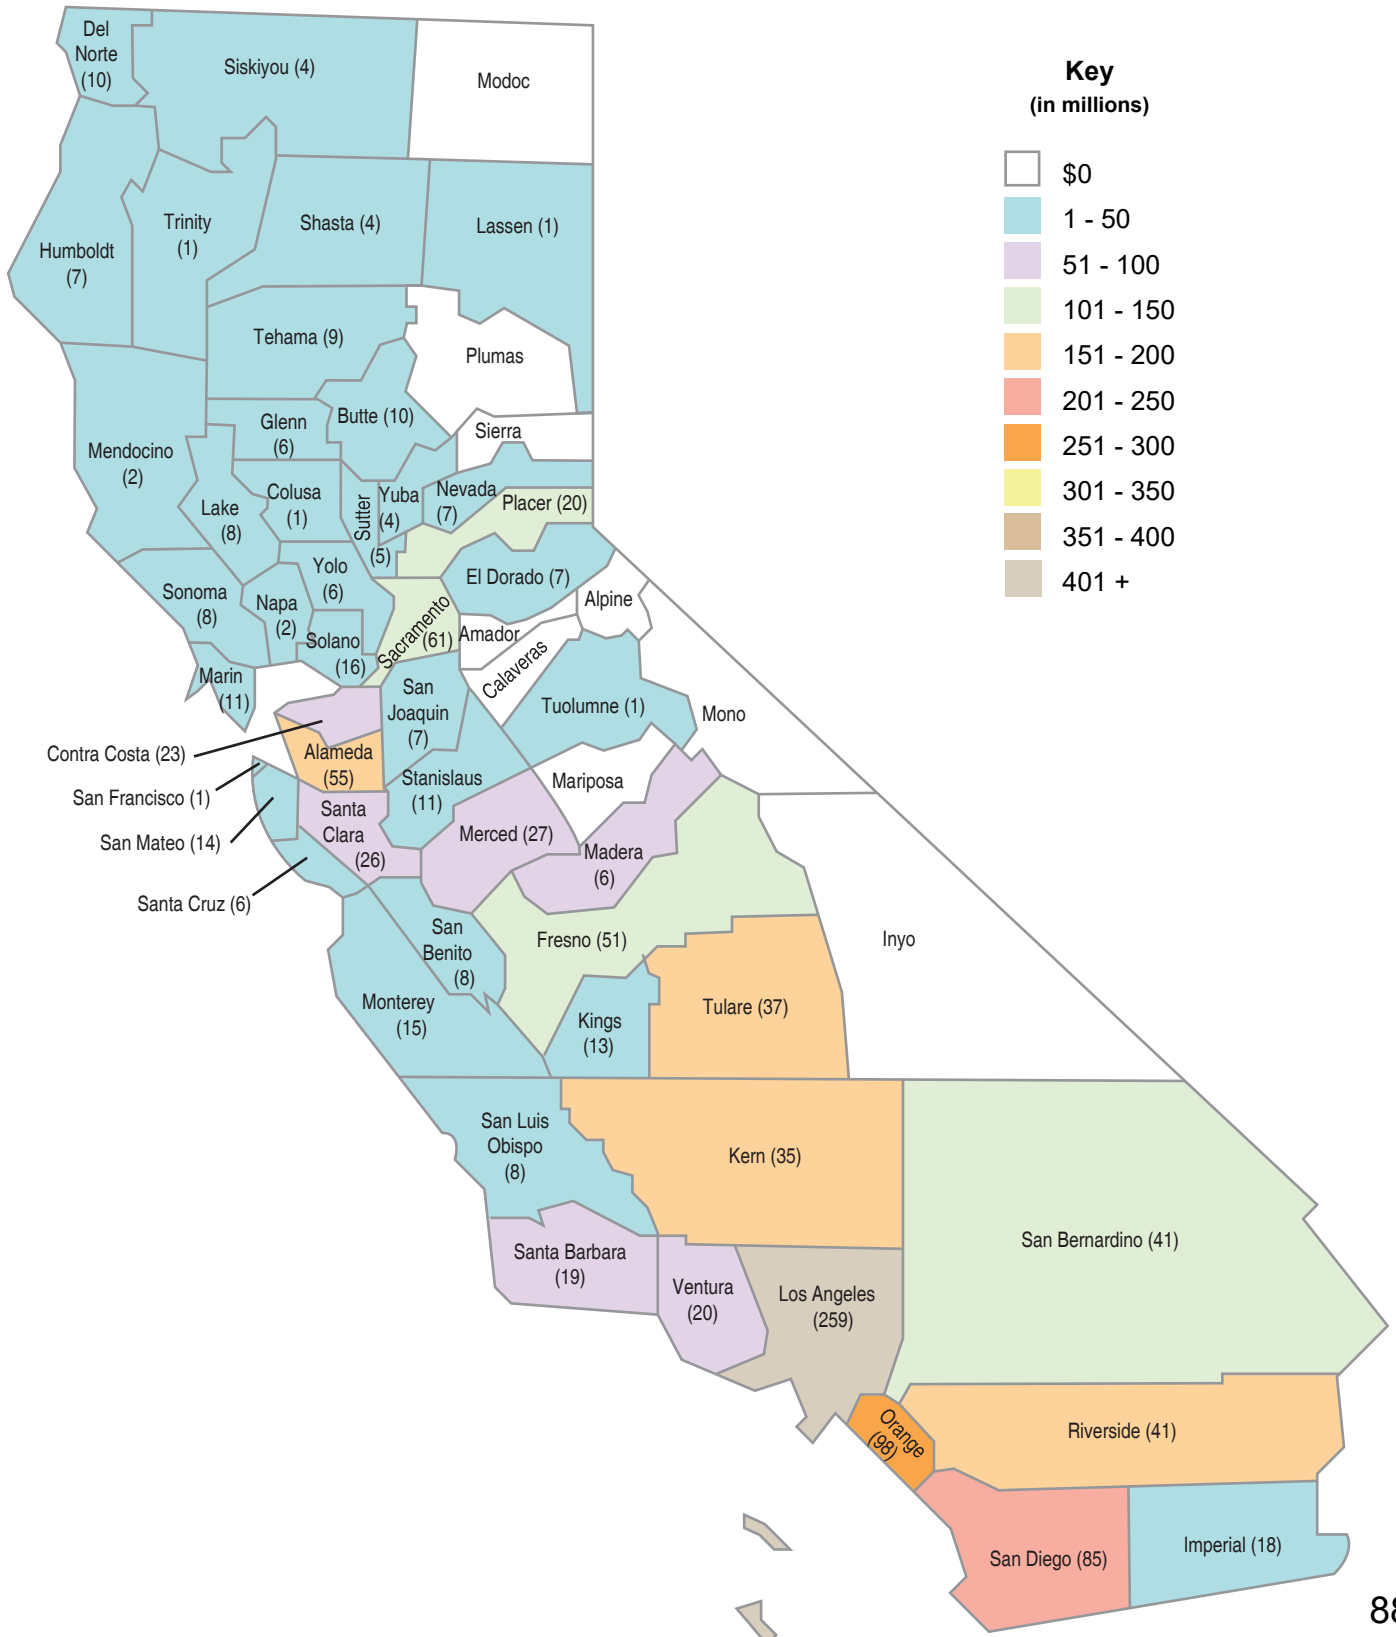 Del
Norte
(10)
Siskiyou (4)
Modoc
Key
(in millions)
$0
1 - 50
51 - 100
101 - 150
151 - 200
201 - 250
251 - 300
301 - 350
351 - 400
401 +
Humboldt
(7)
Trinity
(1)
Shasta (4)
Lassen (1)
Tehama (9)
Plumas
Butte (10)
Glenn
(6)
Sierra
Mendocino
(2)
Lake
(8)
Colusa
(1)
Sutter
(5)
Yuba
(4)
Nevada
(7)
Placer (20)
Sonoma
(8)
Napa
(2)
Yolo
(6)
El Dorado (7)
Alpine
Solano
(16)
Sacramento
(61)
Amador
Calaveras
Marin
(11)
San
Joaquin
(7)
Tuolumne (1)
Mono
Contra Costa (23)
Alameda
(55)
Stanislaus
(11)
Mariposa
San Francisco (1)
San Mateo (14)
Santa
Clara
(26)
Merced (27)
Madera
(6)
Santa Cruz (6)
San
Benito
(8)
Fresno (51)
Inyo
Monterey
(15)
Kings
(13)
Tulare (37)
San Luis
Obispo
(8)
Kern (35)
San Bernardino (41)
Santa Barbara
(19)
Ventura
(20)
Los Angeles
(259)
Orange
(98)
Riverside (41)
San Diego (85)
Imperial (18)
88